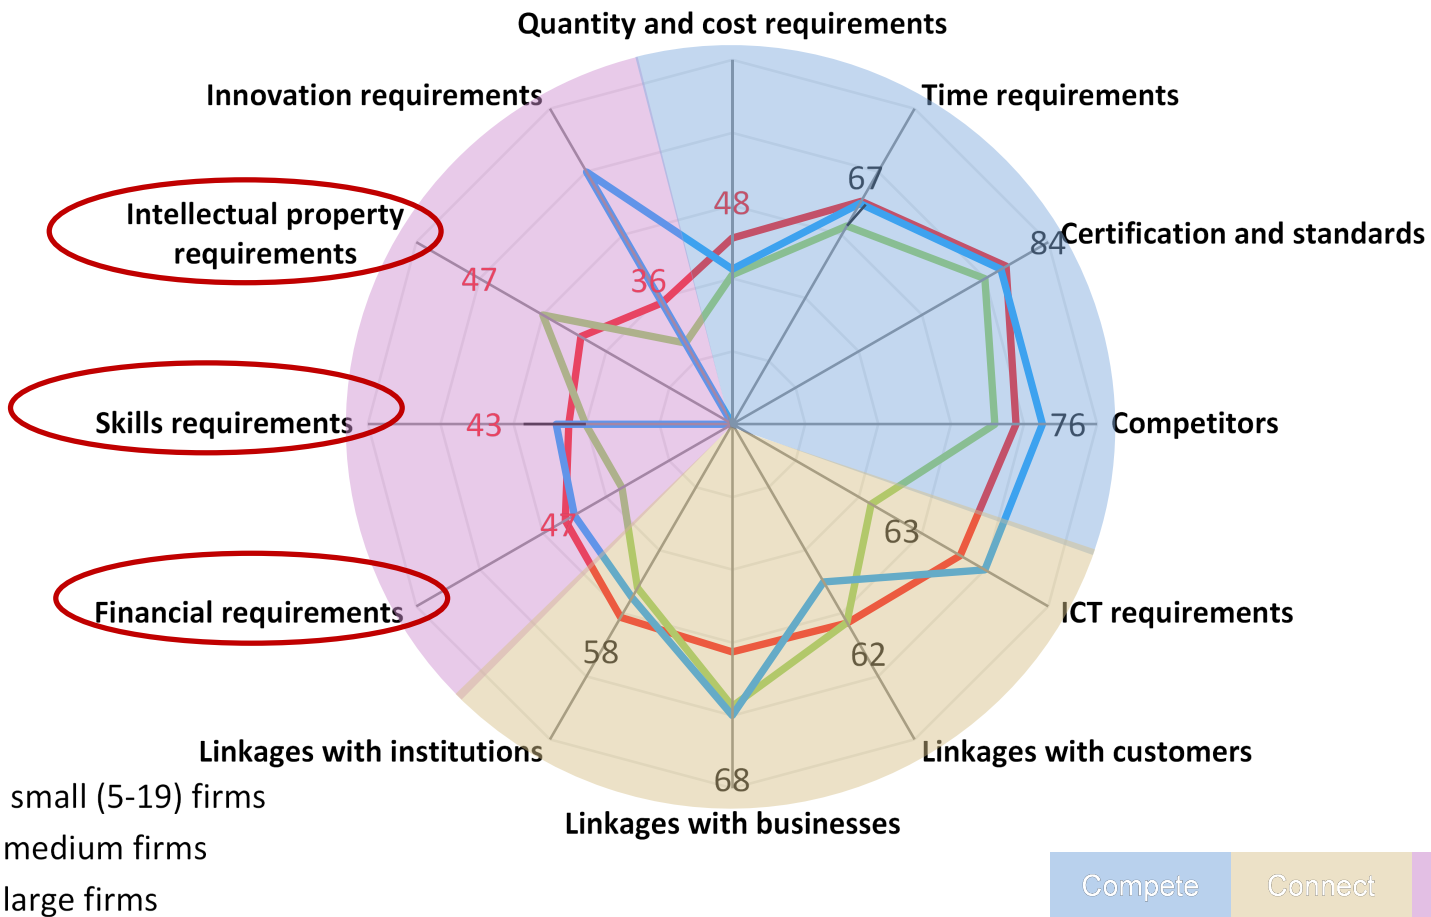 Quantity and cost requirements
Innovation requirements
Time requirements
67
48
Intellectual property
requirements
Certification and standards
84
47
36
Skills requirements
43
76
Competitors
47
63
Financial requirements
ICT requirements
58
62
Linkages with institutions
Linkages with customers
68
small (5-19) firms
Linkages with businesses
medium firms
large firms
Compete
Connect